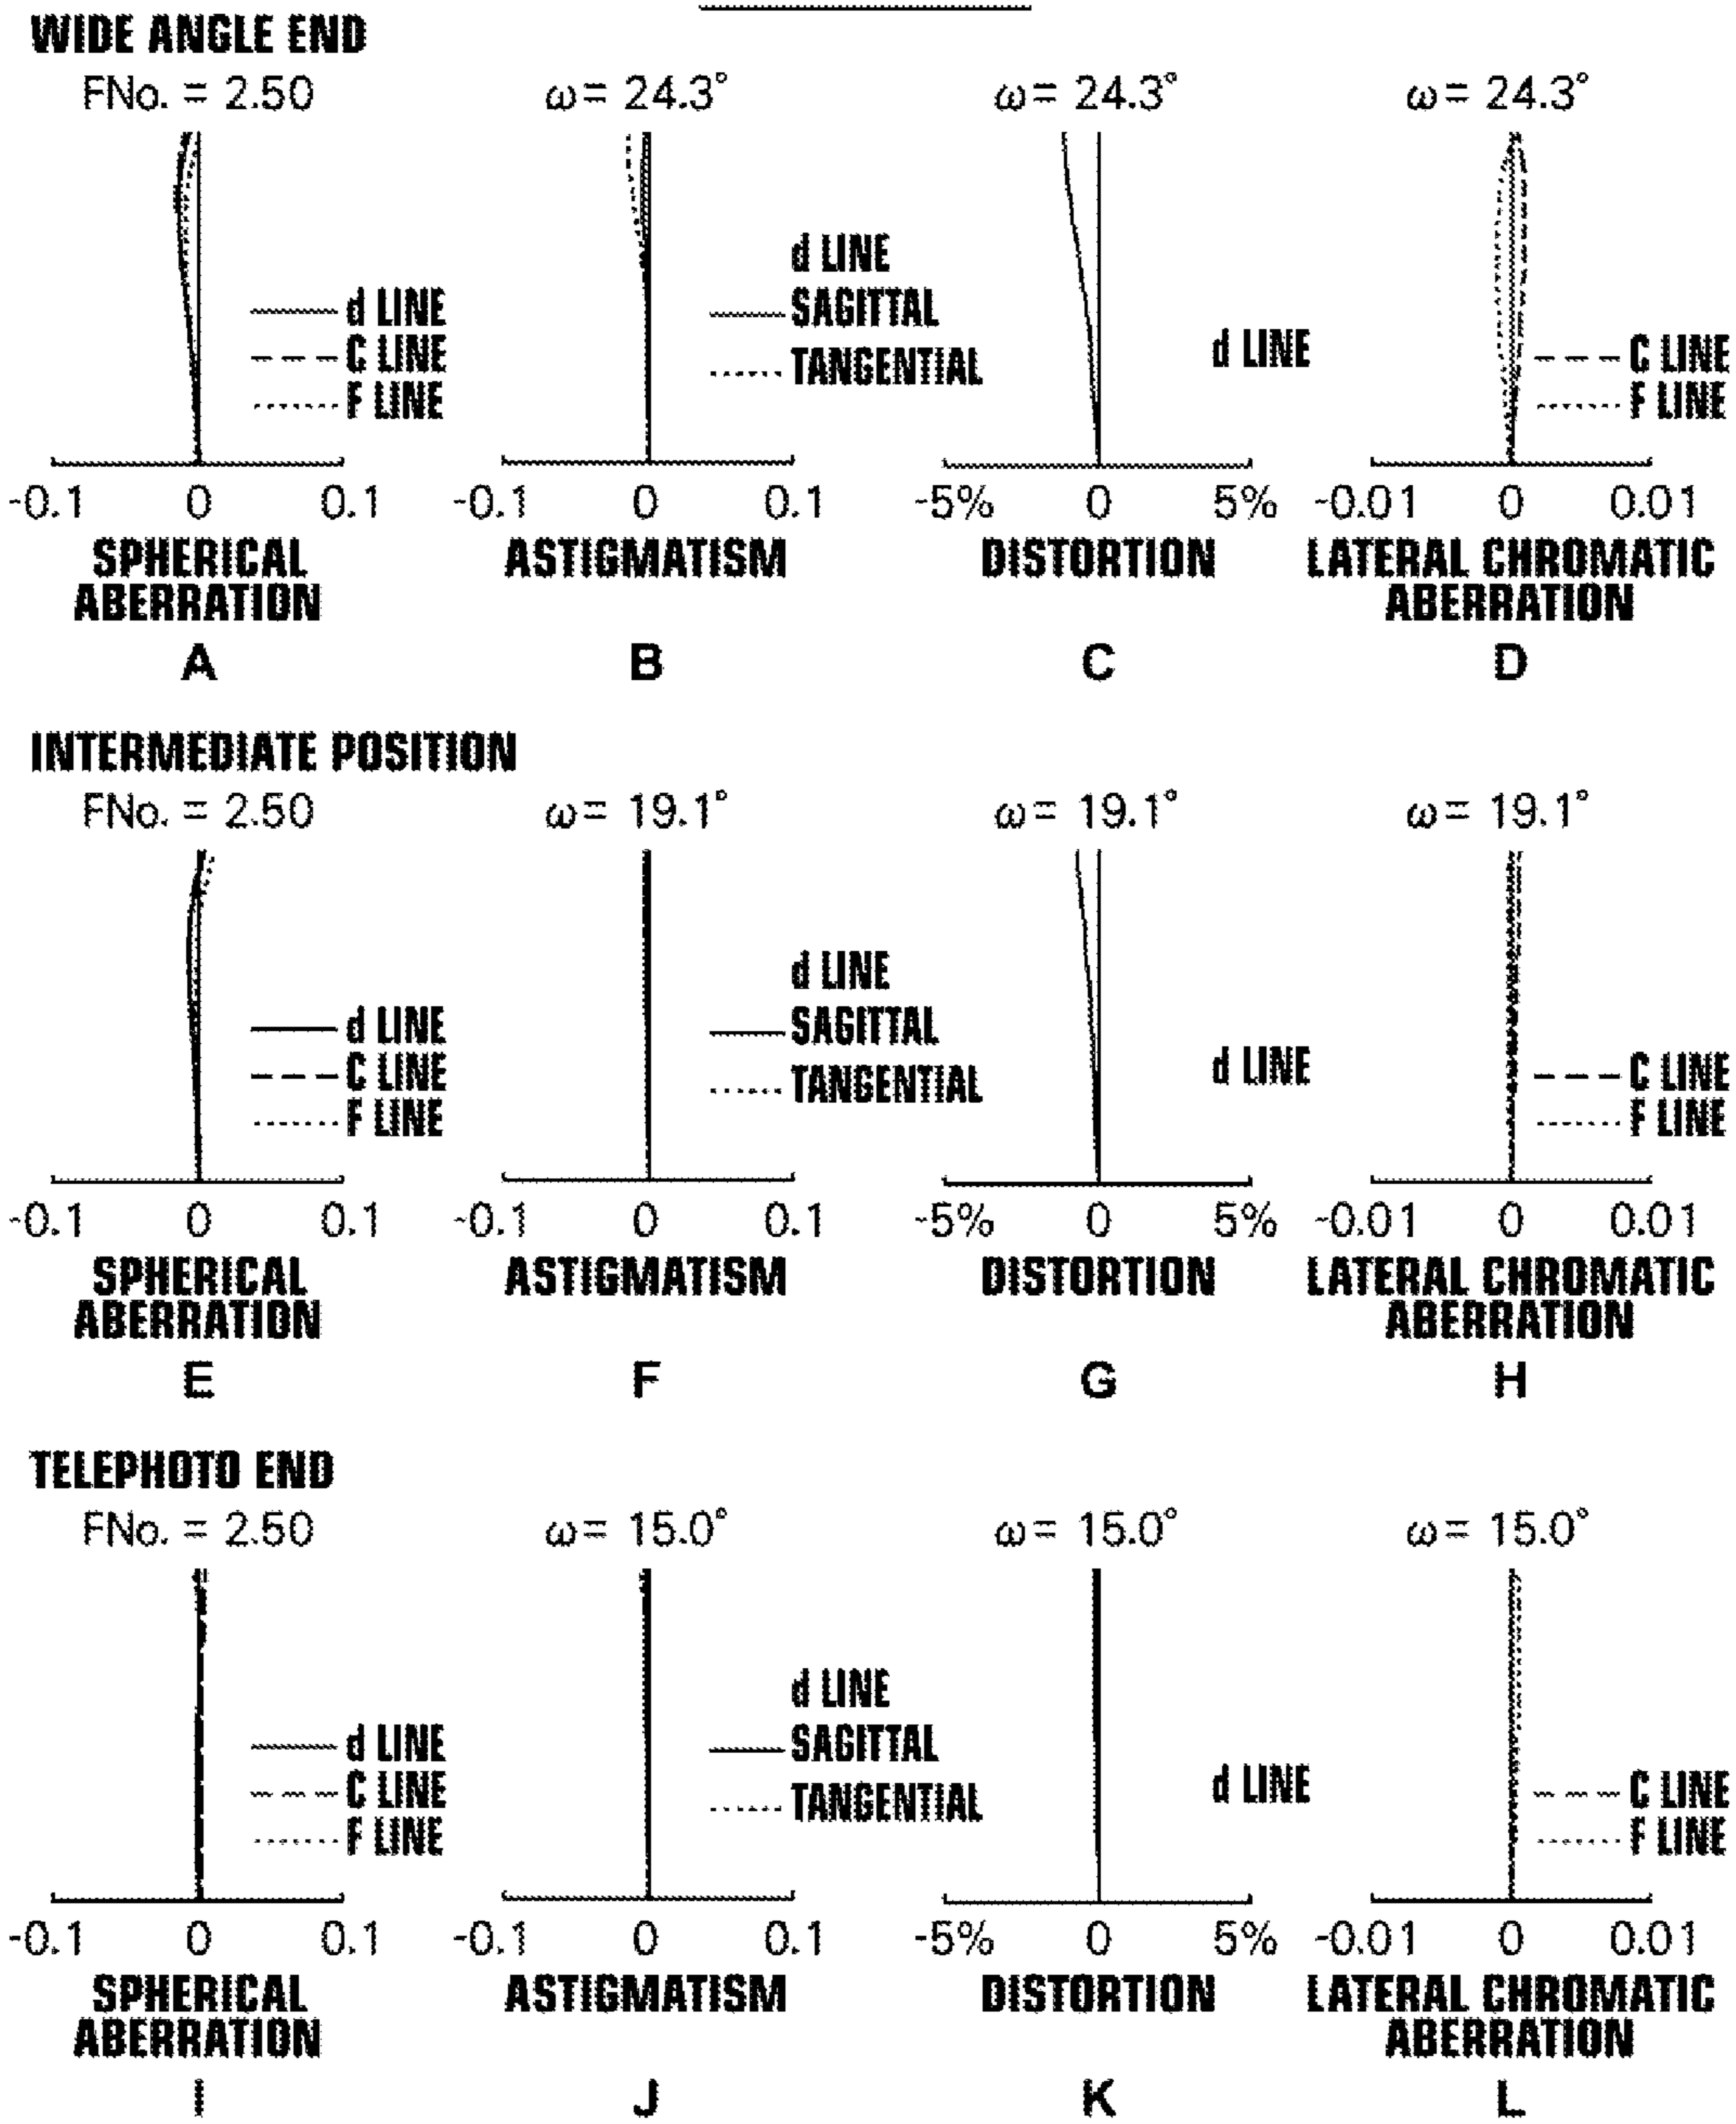 WIDE ANGLE END
FNo. = 2.50 ω= 24.3° ω= 24.3° ω= 24.3°
d LINE
C LINE
F LINE
d LINE
SAGITTAL
TANGENTIAL
d LINE
C LINE
F LINE
-0.1 0 0.1 -0.1 0 0.1 -5% 0 5% -0.01 0 0.01
SPHERICAL ABERRATION
ASTIGMATISM
DISTORTION
LATERAL CHROMATIC ABERRATION
A B C D
INTERMEDIATE POSITION
FNo. = 2.50 ω= 19.1° ω= 19.1° ω= 19.1°
d LINE
C LINE
F LINE
d LINE
SAGITTAL
TANGENTIAL
d LINE
C LINE
F LINE
-0.1 0 0.1 -0.1 0 0.1 -5% 0 5% -0.01 0 0.01
SPHERICAL ABERRATION
ASTIGMATISM
DISTORTION
LATERAL CHROMATIC ABERRATION
E F G H
TELEPHOTO END
FNo. = 2.50 ω= 15.0° ω= 15.0° ω= 15.0°
d LINE
C LINE
F LINE
d LINE
SAGITTAL
TANGENTIAL
d LINE
C LINE
F LINE
-0.1 0 0.1 -0.1 0 0.1 -5% 0 5% -0.01 0 0.01
SPHERICAL ABERRATION
ASTIGMATISM
DISTORTION
LATERAL CHROMATIC ABERRATION
I J K L